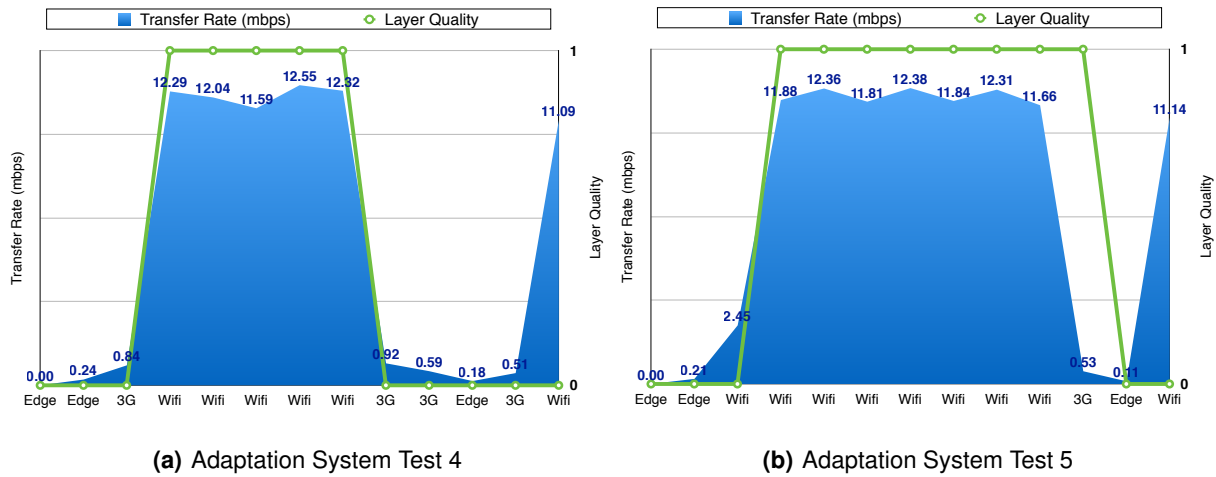 Transfer Rate (mbps) Layer Quality
1
12.29 12.04 11.59 12.55 12.32 11.09
Transfer Rate (mbps)
Layer Quality
0.00 0.24 0.84 0.92 0.59 0.18 0.51
0
Edge Edge 3G Wifi Wifi Wifi Wifi Wifi 3G 3G Edge 3G Wifi
(a) Adaptation System Test 4
Transfer Rate (mbps) Layer Quality
1
11.88 12.36 11.81 12.38 11.84 12.31 11.66 11.14
Transfer Rate (mbps)
Layer Quality
0.00 0.21 2.45 0.53 0.11
0
Edge Edge Wifi Wifi Wifi Wifi Wifi Wifi Wifi Wifi 3G Edge Wifi
(b) Adaptation System Test 5